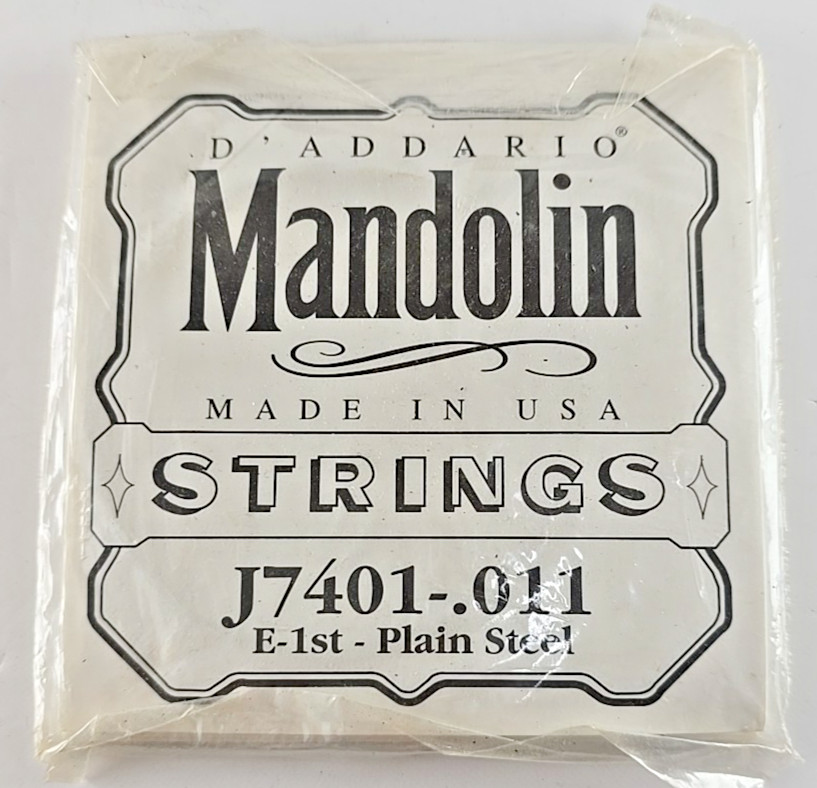 D'ADDARIO®
Mandolin
MADE IN USA
STRINGS
J7401-.011
E-1st - Plain Steel